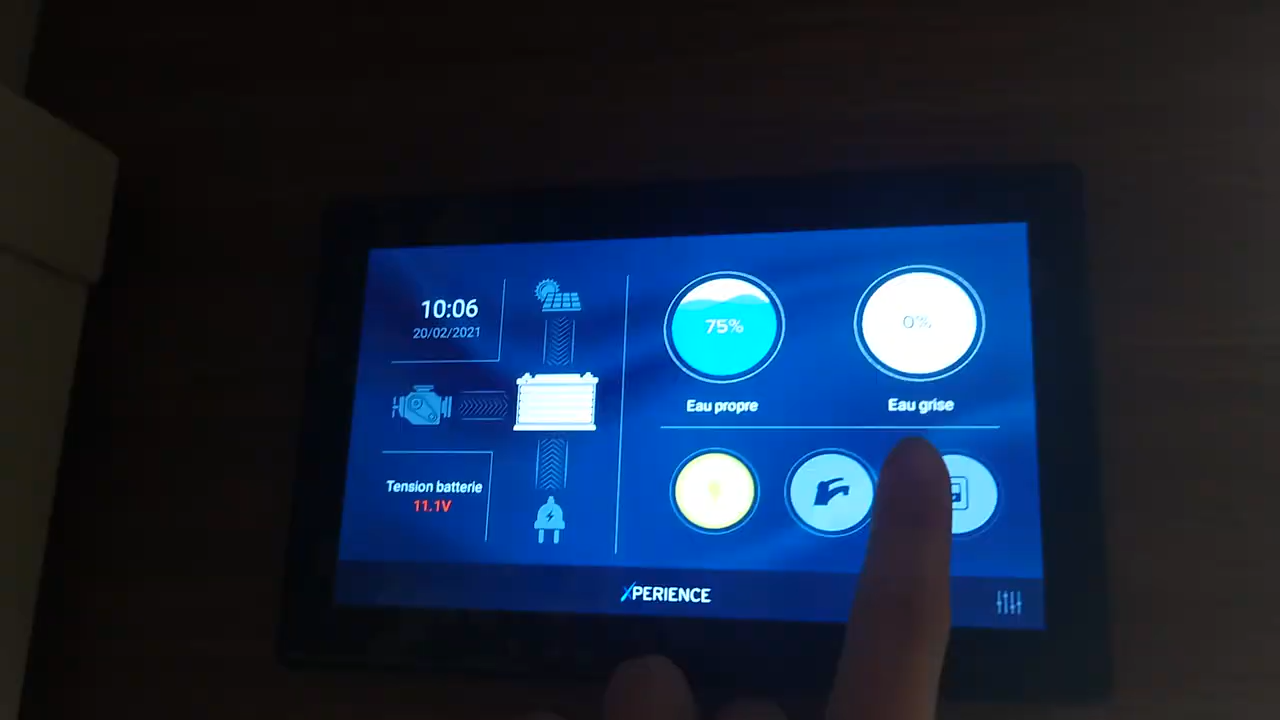 10:06
20/02/2021
Tension batterie
11.1V
75%
0%
Eau propre
Eau grise
XPERIENCE